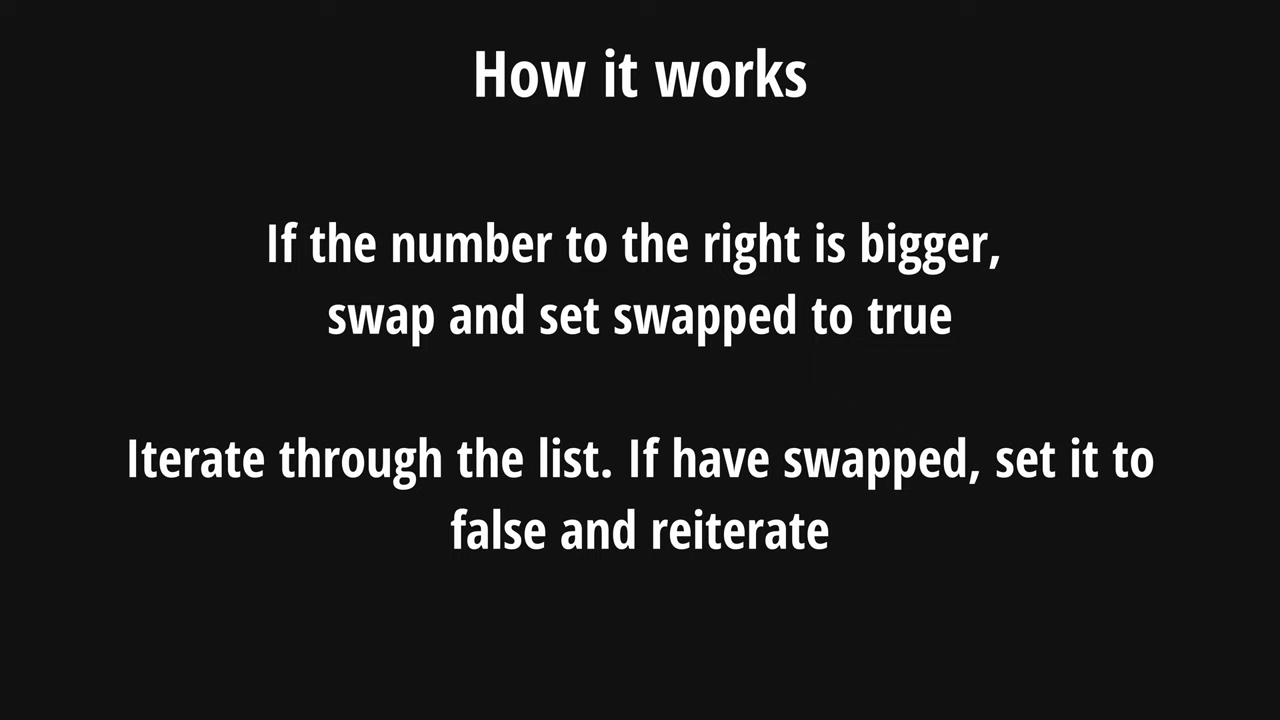 How it works
If the number to the right is bigger,
swap and set swapped to true
Iterate through the list. If have swapped, set it to
false and reiterate